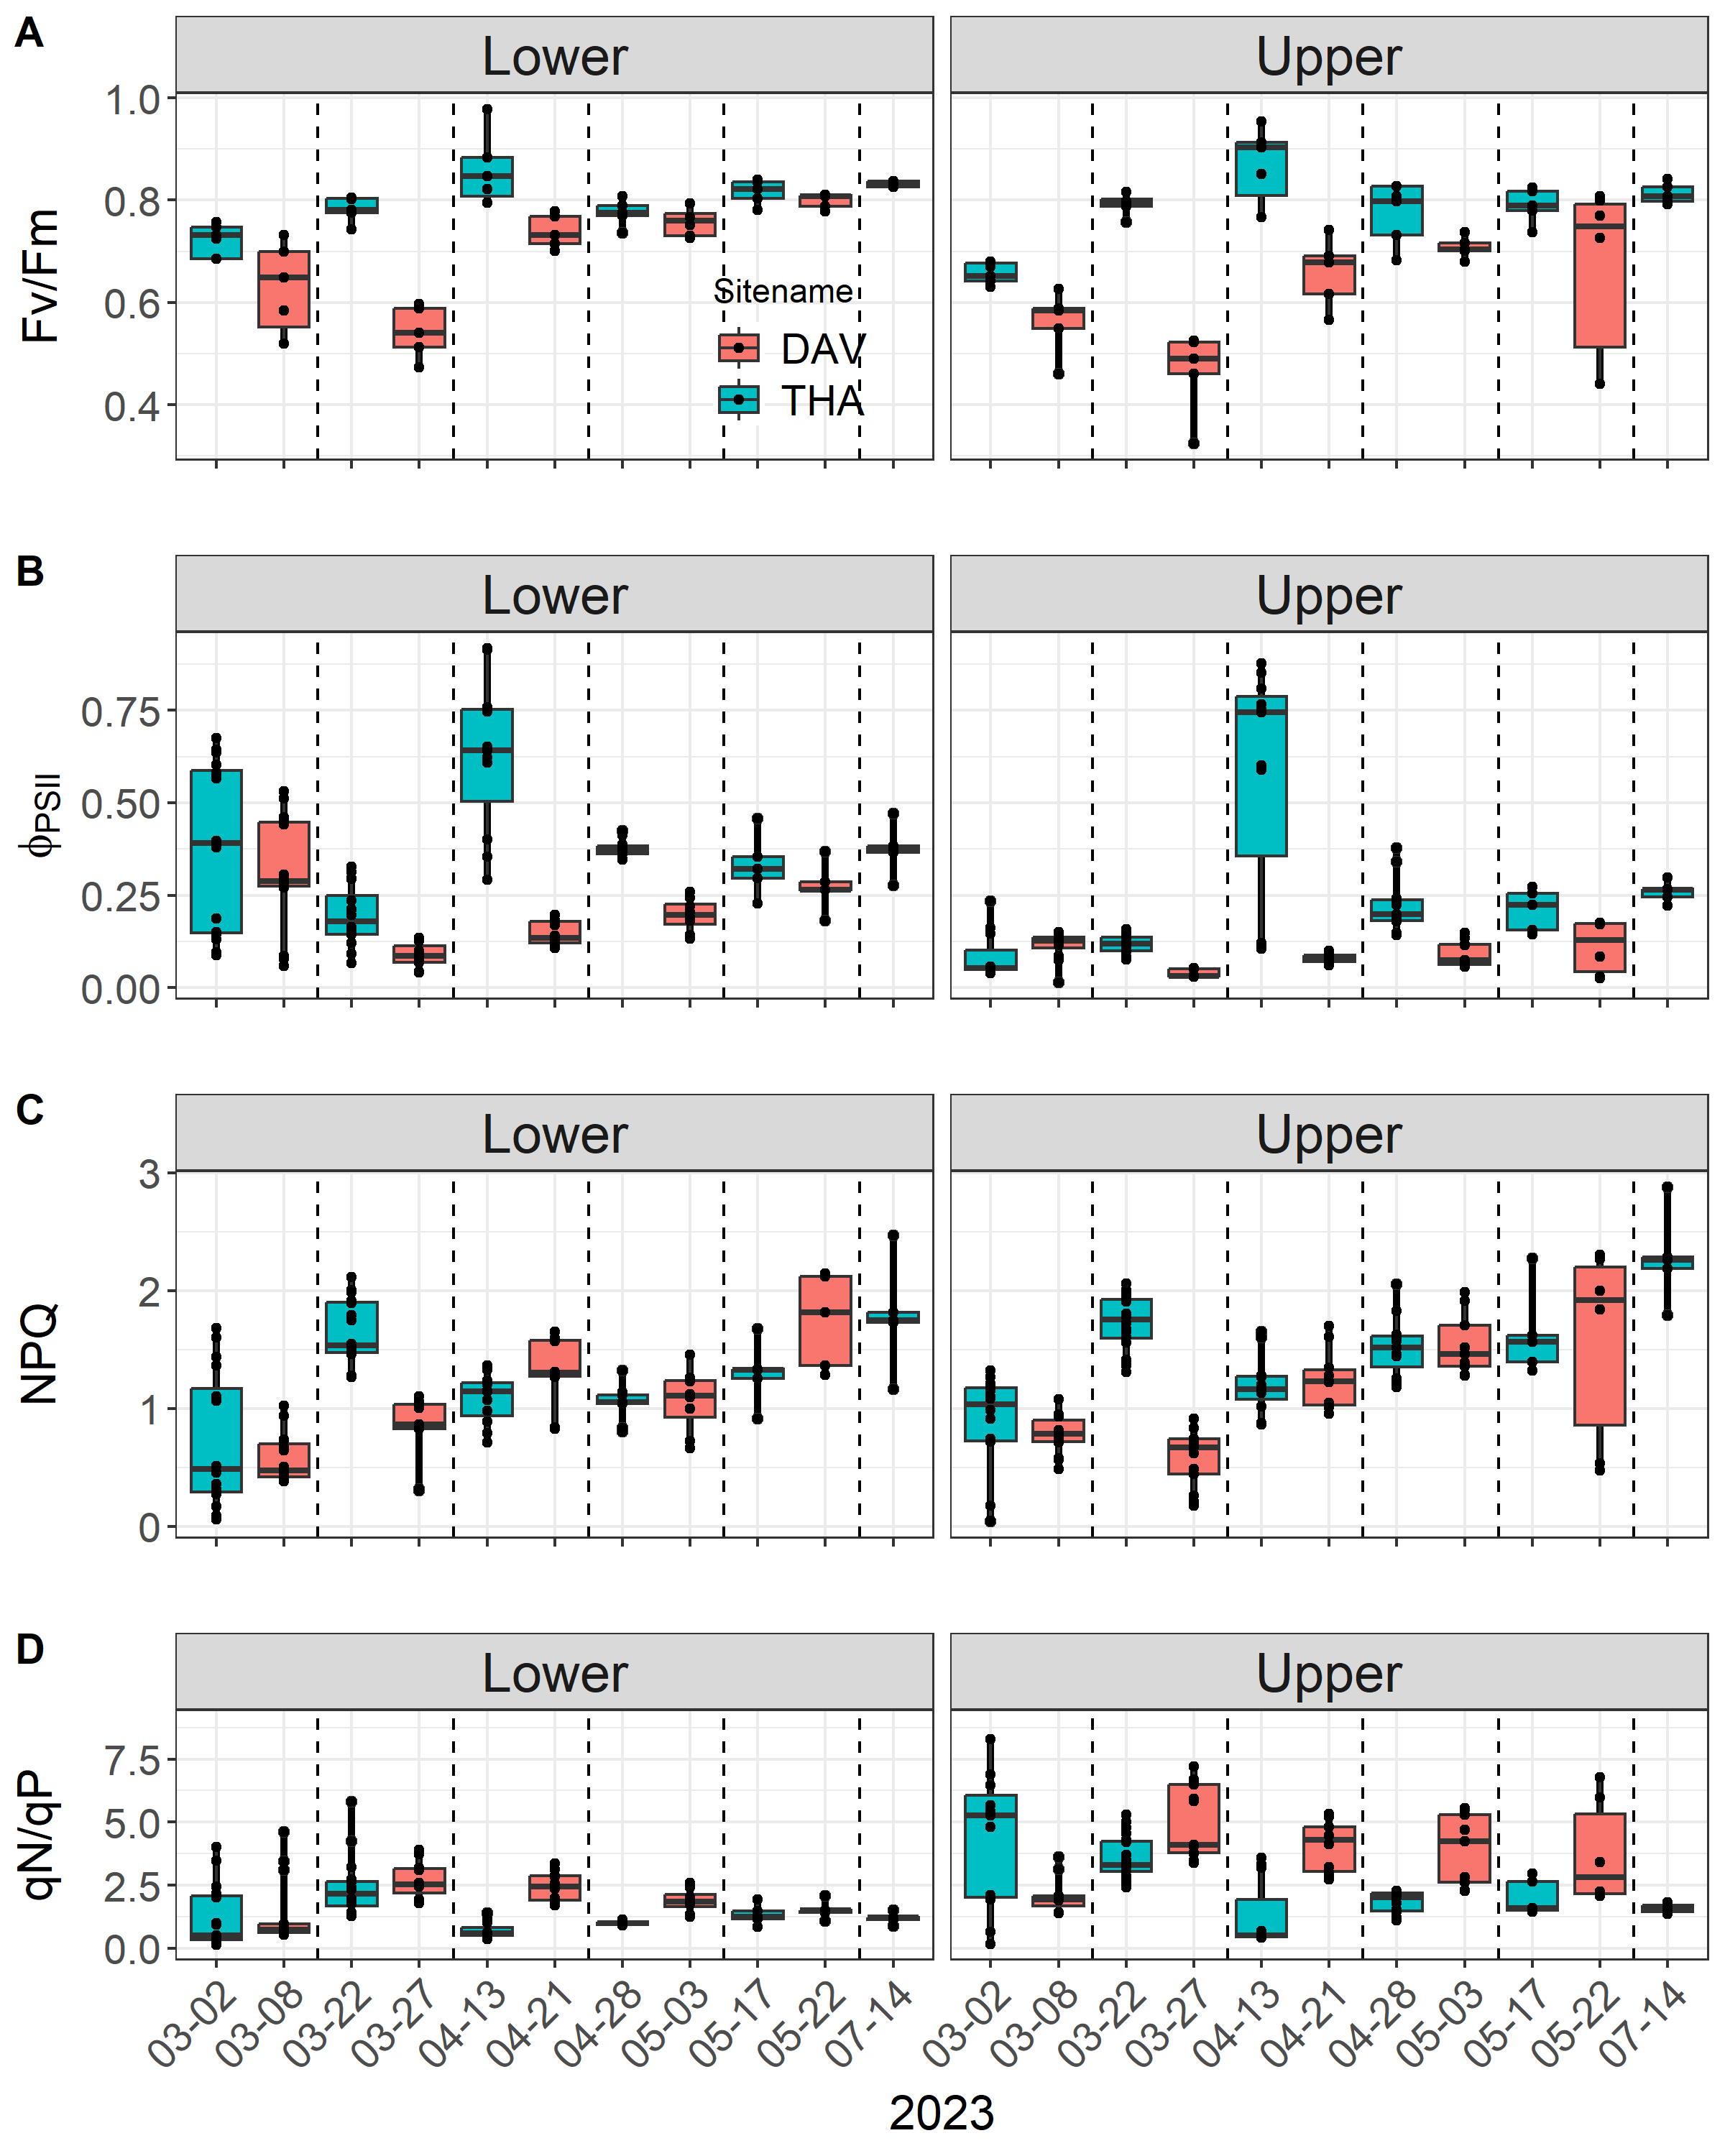 A
Lower Upper
1.0
0.8
0.6
0.4
Fv/Fm
Sitename
DAV
THA
B
Lower Upper
0.75
0.50
0.25
0.00
ϕPSII
C
Lower Upper
3
2
1
0
NPQ
D
Lower Upper
7.5
5.0
2.5
0.0
qN/qP
03-02 03-08 03-22 03-27 04-13 04-21 04-28 05-03 05-17 05-22 07-14 03-02 03-08 03-22 03-27 04-13 04-21 04-28 05-03 05-17 05-22 07-14
2023